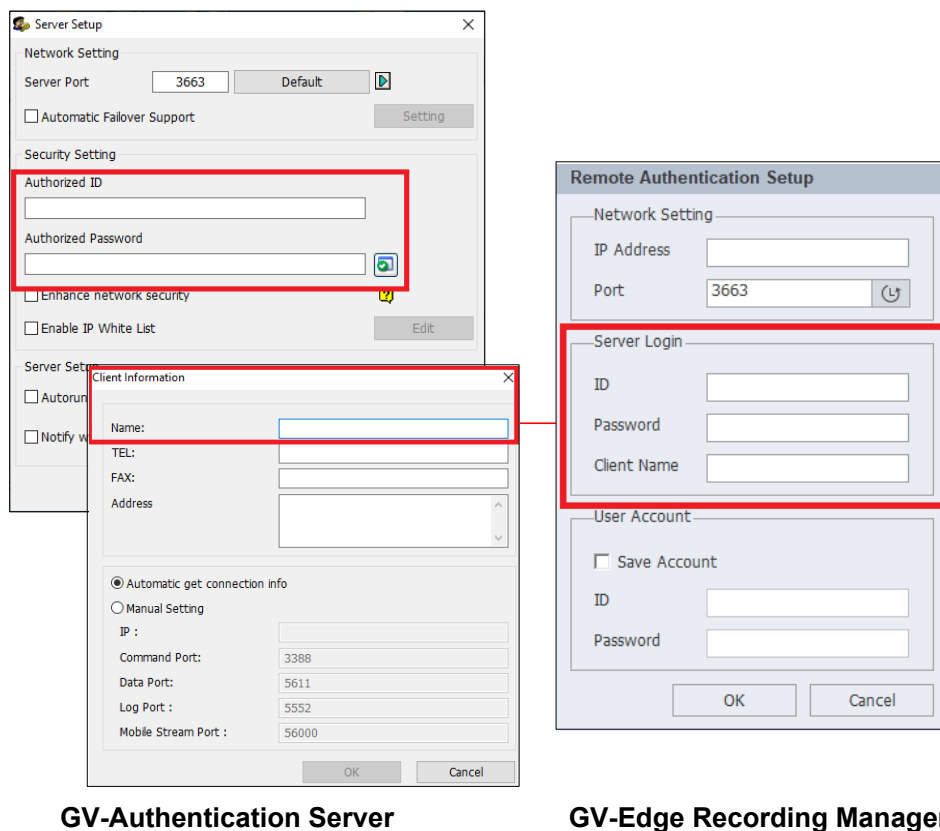 Server Setup
Network Setting
Server Port 3663 Default
Automatic Failover Support Setting
Security Setting
Authorized ID
Authorized Password
Enhance network security
Enable IP White List Edit
Server Setup
Autorun
Notify w
Client Information
Name:
TEL:
FAX:
Address
Automatic get connection info
Manual Setting
IP :
Command Port: 3388
Data Port: 5611
Log Port : 5552
Mobile Stream Port : 56000
OK Cancel
Remote Authentication Setup
Network Setting
IP Address
Port 3663
Server Login
ID
Password
Client Name
User Account
Save Account
ID
Password
OK Cancel
GV-Authentication Server
GV-Edge Recording Manager